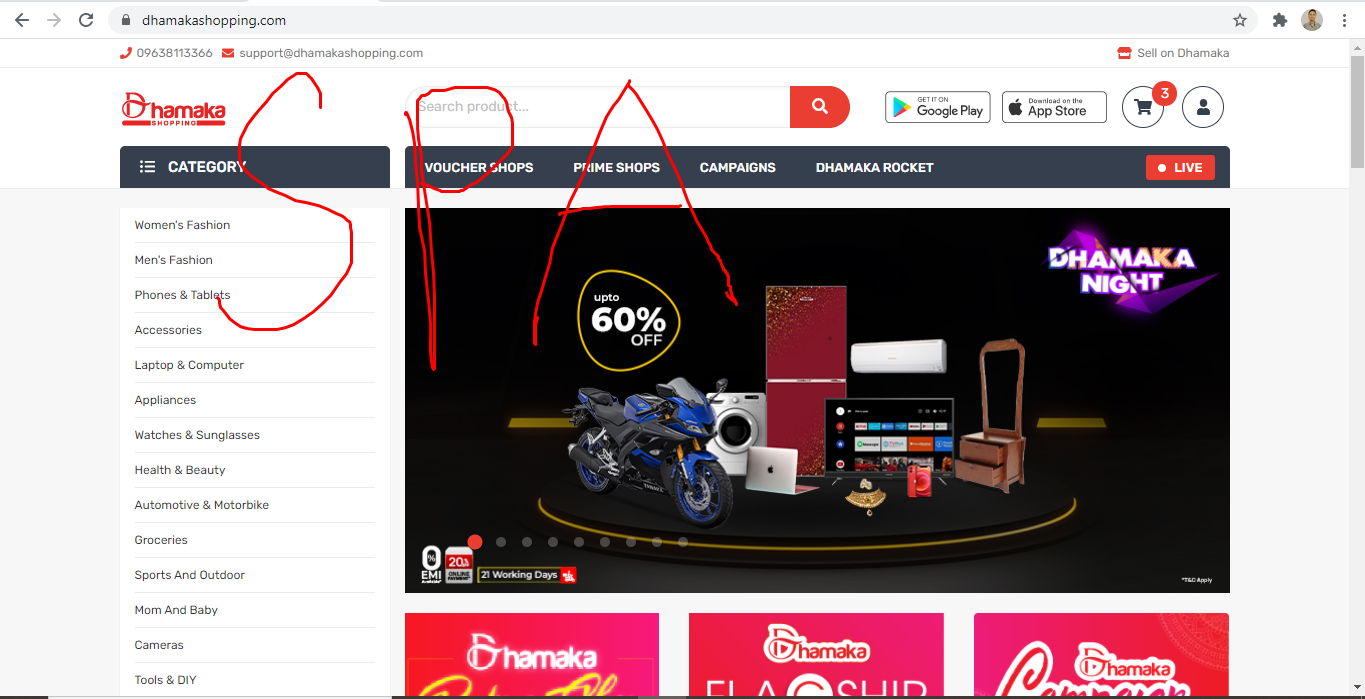 dhamakashopping.com
09638113366 support@dhamakashopping.com Sell on Dhamaka
Dhamaka
SHOPPING
Search product...
GET IT ON
Google Play
Download on the
App Store
3
CATEGORY
VOUCHER SHOPS PRIME SHOPS CAMPAIGNS DHAMAKA ROCKET LIVE
SPA
Women's Fashion
Men's Fashion
Phones & Tablets
Accessories
Laptop & Computer
Appliances
Watches & Sunglasses
Health & Beauty
Automotive & Motorbike
Groceries
Sports And Outdoor
Mom And Baby
Cameras
Tools & DIY
DHAMAKA
NIGHT
upto
60%
OFF
0%
EMI
Available*
20%
ONLINE
PAYMENT*
21 Working Days
*T&C Apply
Dhamaka
Dhamaka
FLAGSHIP
Dhamaka
Campaign